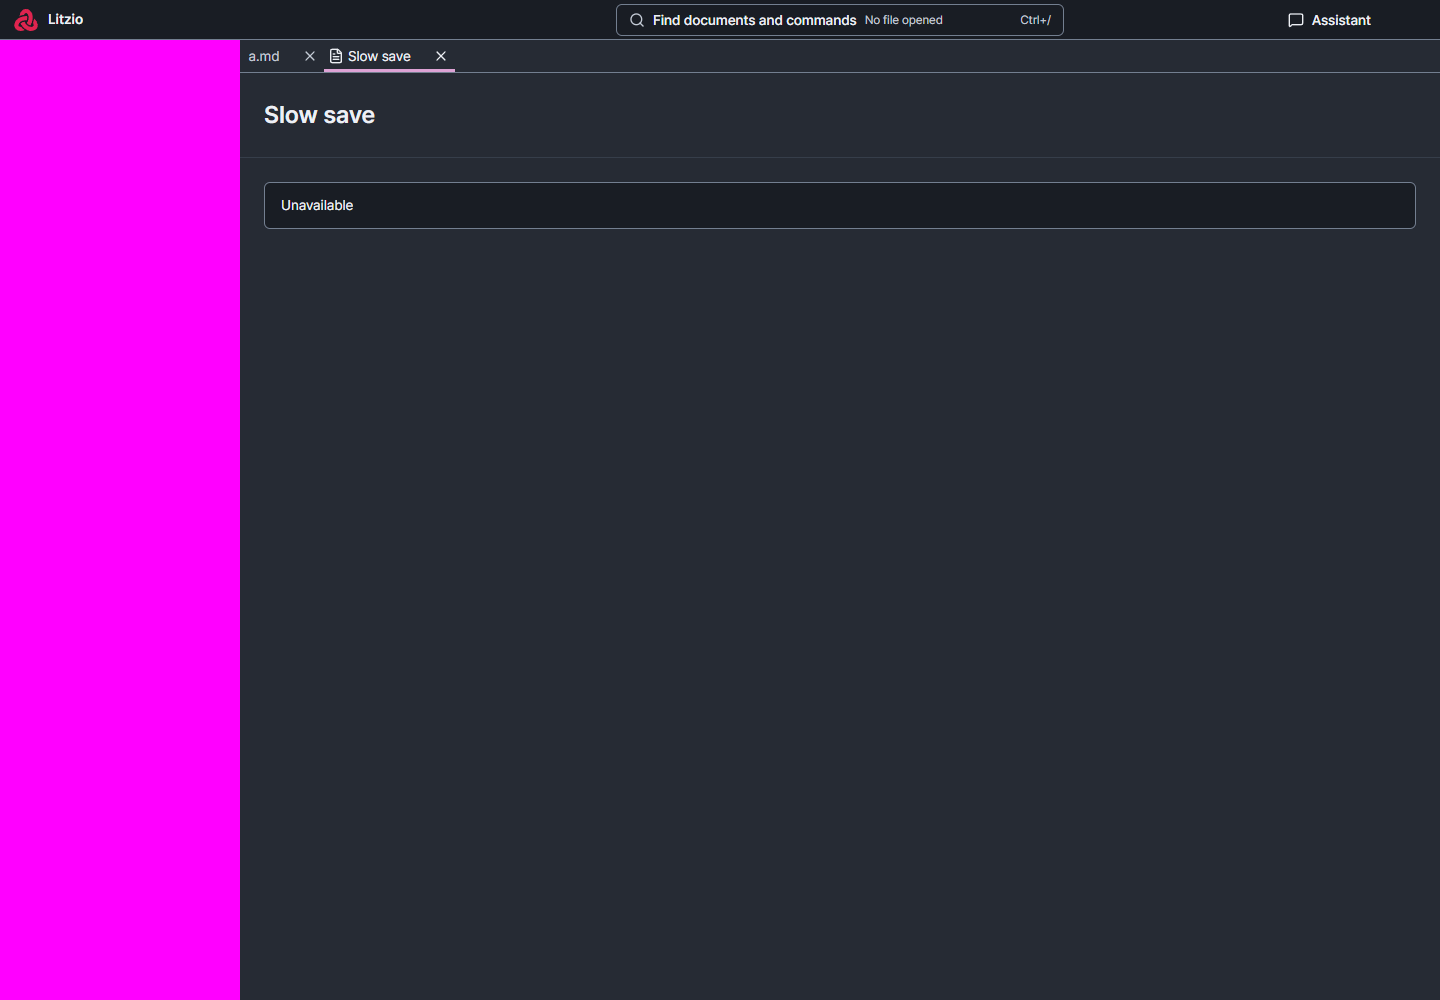 Litzio
Find documents and commands No file opened Ctrl+/
Assistant
a.md
Slow save
Slow save
Unavailable